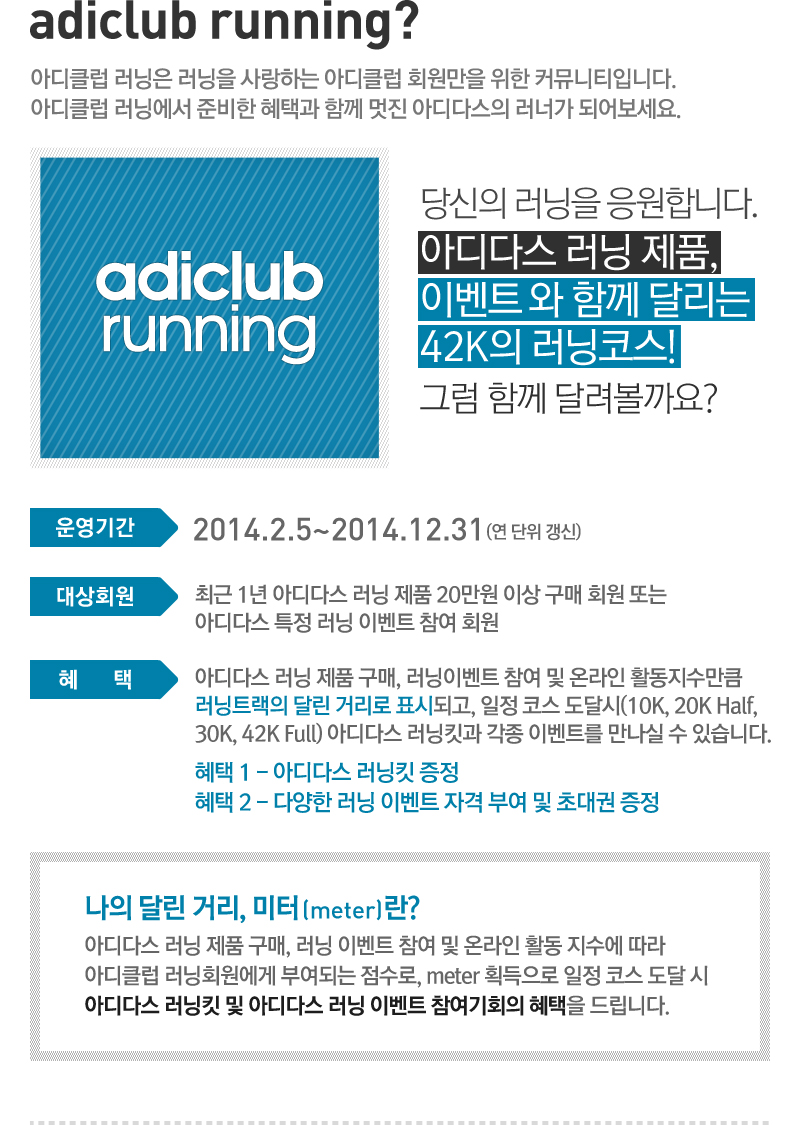 adiclub running?
아디클럽 러닝은 러닝을 사랑하는 아디클럽 회원만을 위한 커뮤니티입니다.
아디클럽 러닝에서 준비한 혜택과 함께 멋진 아디다스의 러너가 되어보세요.
adiclub
running
당신의 러닝을 응원합니다.
아디다스 러닝 제품,
이벤트 와 함께 달리는
42K의 러닝코스!
그럼 함께 달려볼까요?
운영기간
2014.2.5~2014.12.31 (연 단위 갱신)
대상회원
최근 1년 아디다스 러닝 제품 20만원 이상 구매 회원 또는
아디다스 특정 러닝 이벤트 참여 회원
혜 택
아디다스 러닝 제품 구매, 러닝이벤트 참여 및 온라인 활동지수만큼
러닝트랙의 달린 거리로 표시되고, 일정 코스 도달시(10K, 20K Half,
30K, 42K Full) 아디다스 러닝킷과 각종 이벤트를 만나실 수 있습니다.
혜택 1 – 아디다스 러닝킷 증정
혜택 2 – 다양한 러닝 이벤트 자격 부여 및 초대권 증정
나의 달린 거리, 미터(meter)란?
아디다스 러닝 제품 구매, 러닝 이벤트 참여 및 온라인 활동 지수에 따라
아디클럽 러닝회원에게 부여되는 점수로, meter 획득으로 일정 코스 도달 시
아디다스 러닝킷 및 아디다스 러닝 이벤트 참여기회의 혜택을 드립니다.